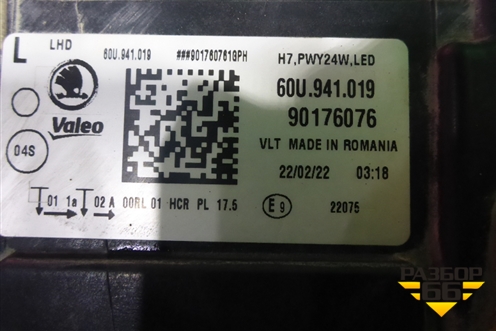 L LHD 60U.941.019 ###901760761GPH H7,PWY24W,LED
60U.941.019
Valeo 90176076
04S VLT MADE IN ROMANIA
22/02/22 03:18
01 1a 02 A 00RL 01 HCR PL 17.5 E9 22075
РАЗБОР
66